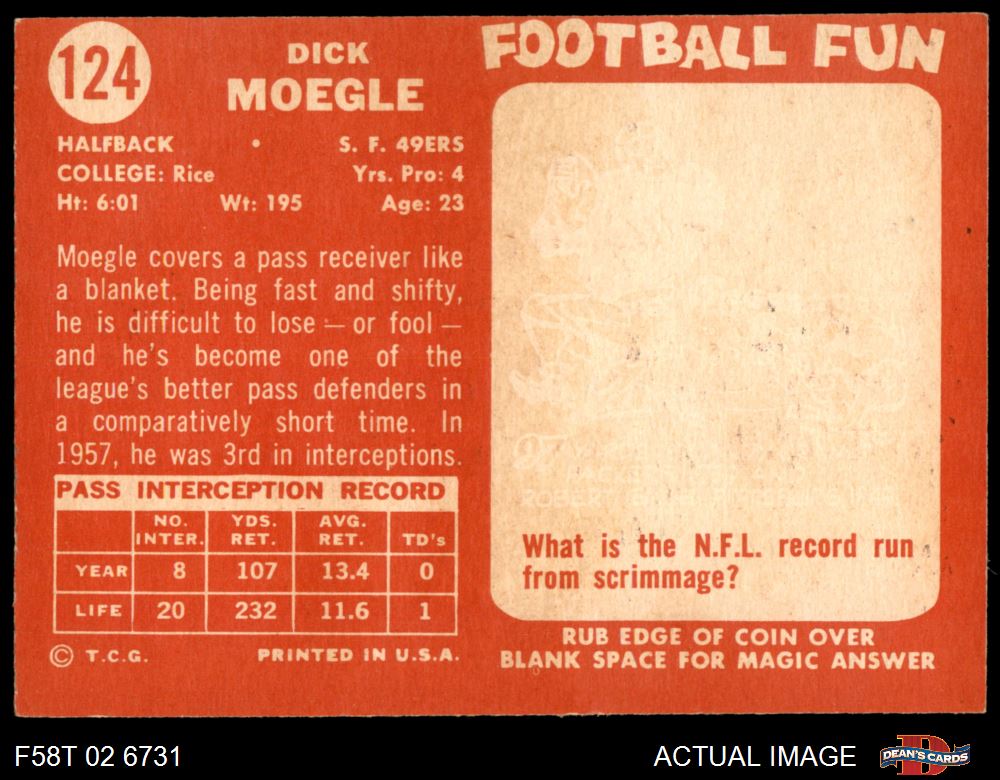 124
DICK
MOEGLE
HALFBACK • S. F. 49ERS
COLLEGE: Rice Yrs. Pro: 4
Ht: 6:01 Wt: 195 Age: 23
Moegle covers a pass receiver like
a blanket. Being fast and shifty,
he is difficult to lose — or fool —
and he's become one of the
league's better pass defenders in
a comparatively short time. In
1957, he was 3rd in interceptions.
PASS INTERCEPTION RECORD
NO. INTER. YDS. RET. AVG. RET. TD's
YEAR 8 107 13.4 0
LIFE 20 232 11.6 1
© T.C.G. PRINTED IN U.S.A.
FOOTBALL FUN
What is the N.F.L. record run
from scrimmage?
RUB EDGE OF COIN OVER
BLANK SPACE FOR MAGIC ANSWER
F58T 02 6731 ACTUAL IMAGE DEAN'S CARDS